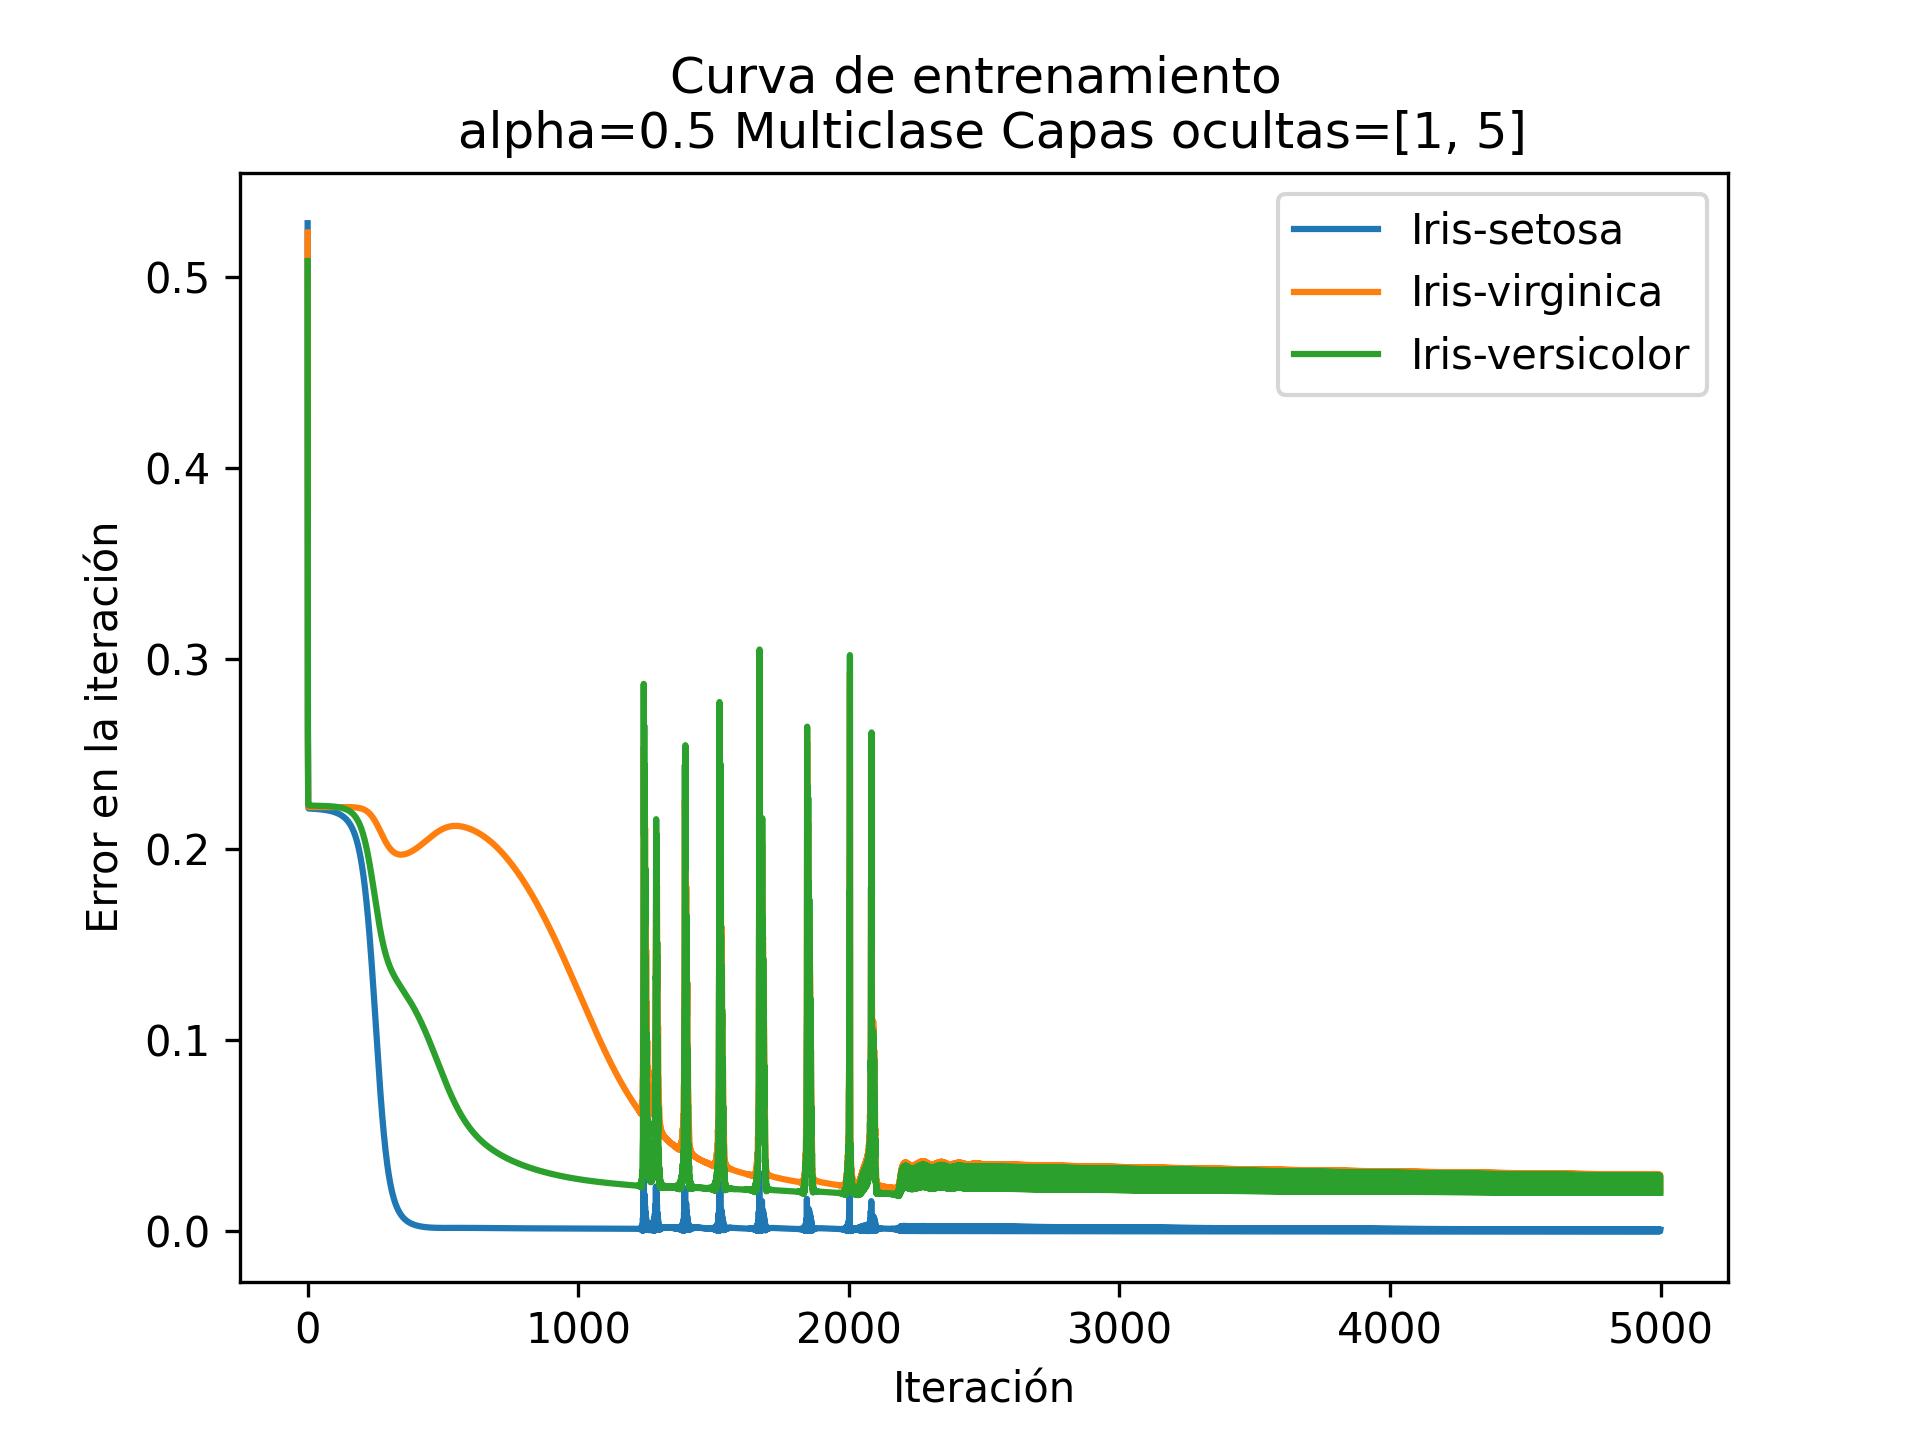 Curva de entrenamiento
alpha=0.5 Multiclase Capas ocultas=[1, 5]
Iris-setosa
Iris-virginica
Iris-versicolor
Error en la iteración
0.5
0.4
0.3
0.2
0.1
0.0
0 1000 2000 3000 4000 5000
Iteración